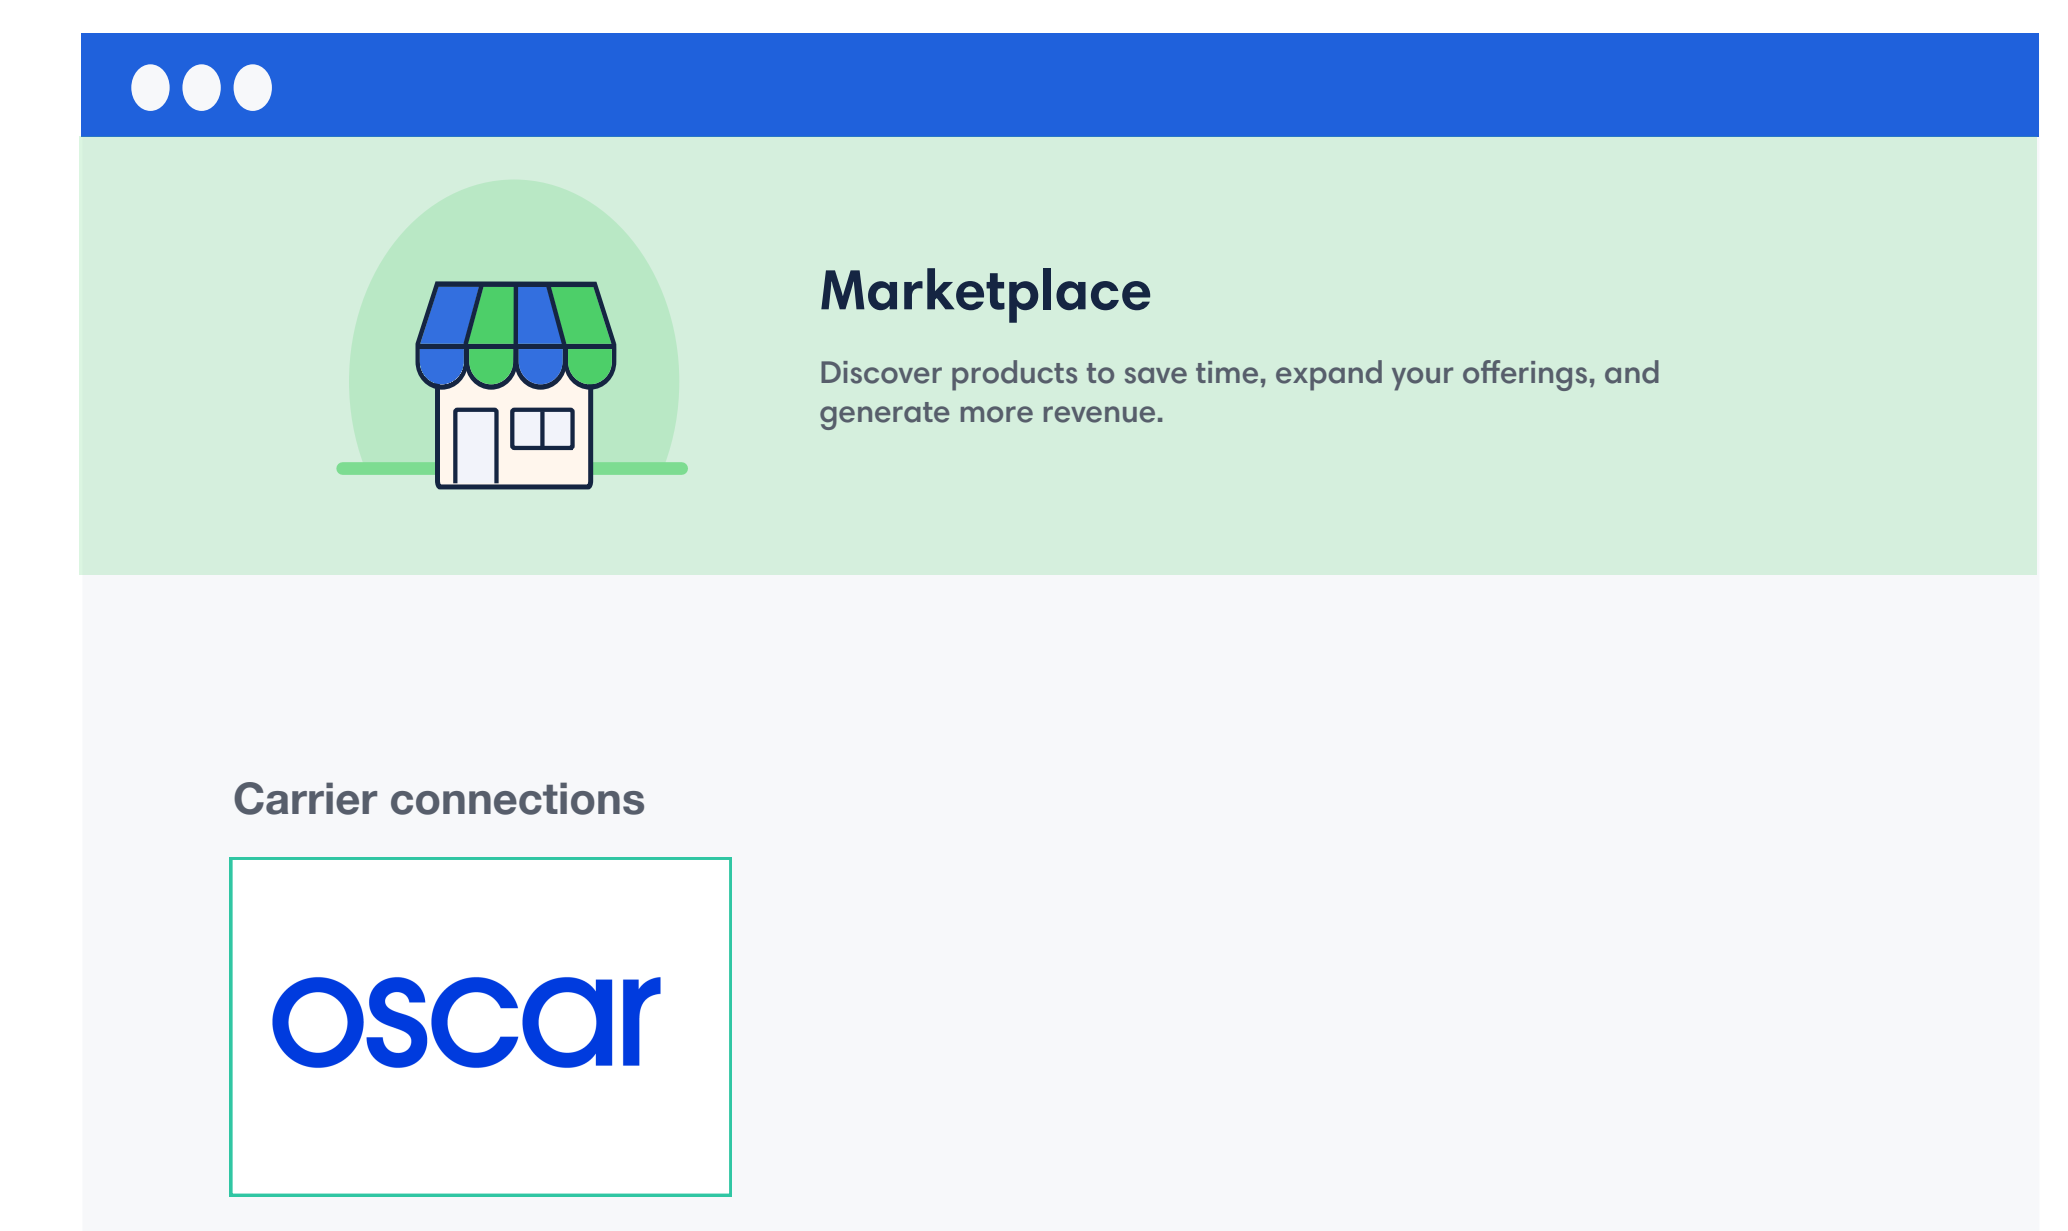 Marketplace
Discover products to save time, expand your offerings, and
generate more revenue.
Carrier connections
oscar